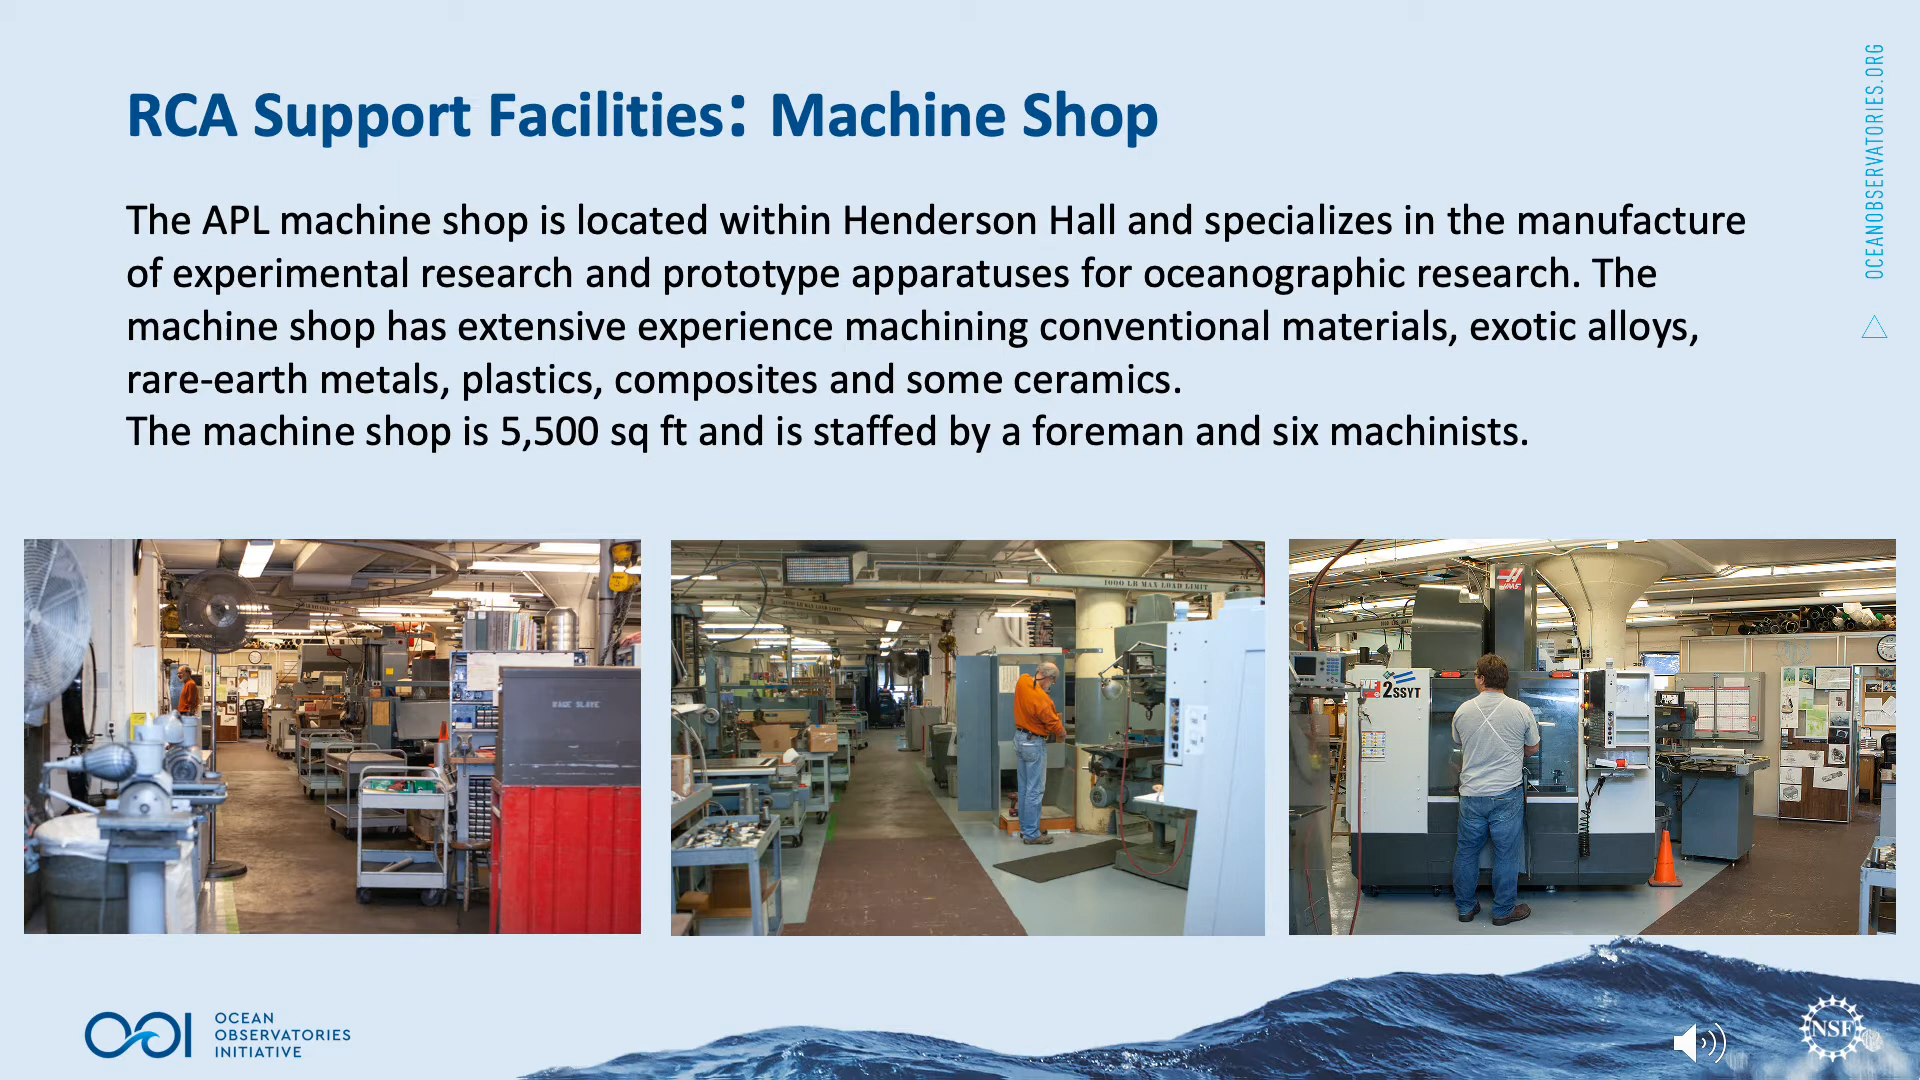 RCA Support Facilities: Machine Shop
The APL machine shop is located within Henderson Hall and specializes in the manufacture
of experimental research and prototype apparatuses for oceanographic research. The
machine shop has extensive experience machining conventional materials, exotic alloys,
rare-earth metals, plastics, composites and some ceramics.
The machine shop is 5,500 sq ft and is staffed by a foreman and six machinists.
OCEANOBSERVATORIES.ORG
1000 LB MAX LOAD LIMIT
HAAS
2SSYT
OOI
OCEAN
OBSERVATORIES
INITIATIVE
NSF